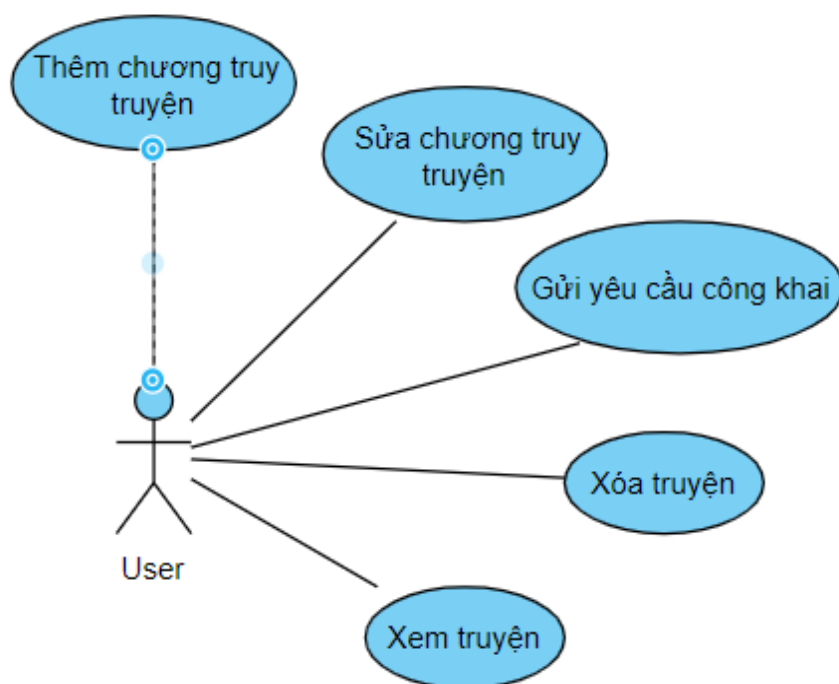 Thêm chương truy
truyện
Sửa chương truy
truyện
Gửi yêu cầu công khai
Xóa truyện
User
Xem truyện